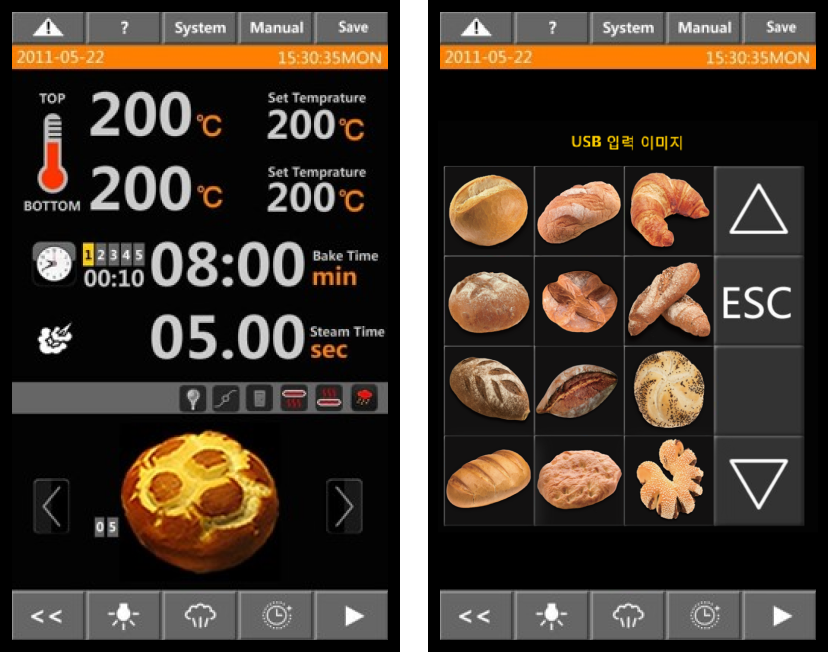 ? System Manual Save
2011-05-22 15:30:35MON
TOP
200 ℃
Set Temprature
200 ℃
200 ℃
Set Temprature
200 ℃
BOTTOM
1 2 3 4 5
00:10
08:00
Bake Time
min
05.00
Steam Time
sec
0 5
<<
? System Manual Save
2011-05-22 15:30:35MON
USB 입력 이미지
ESC
<<